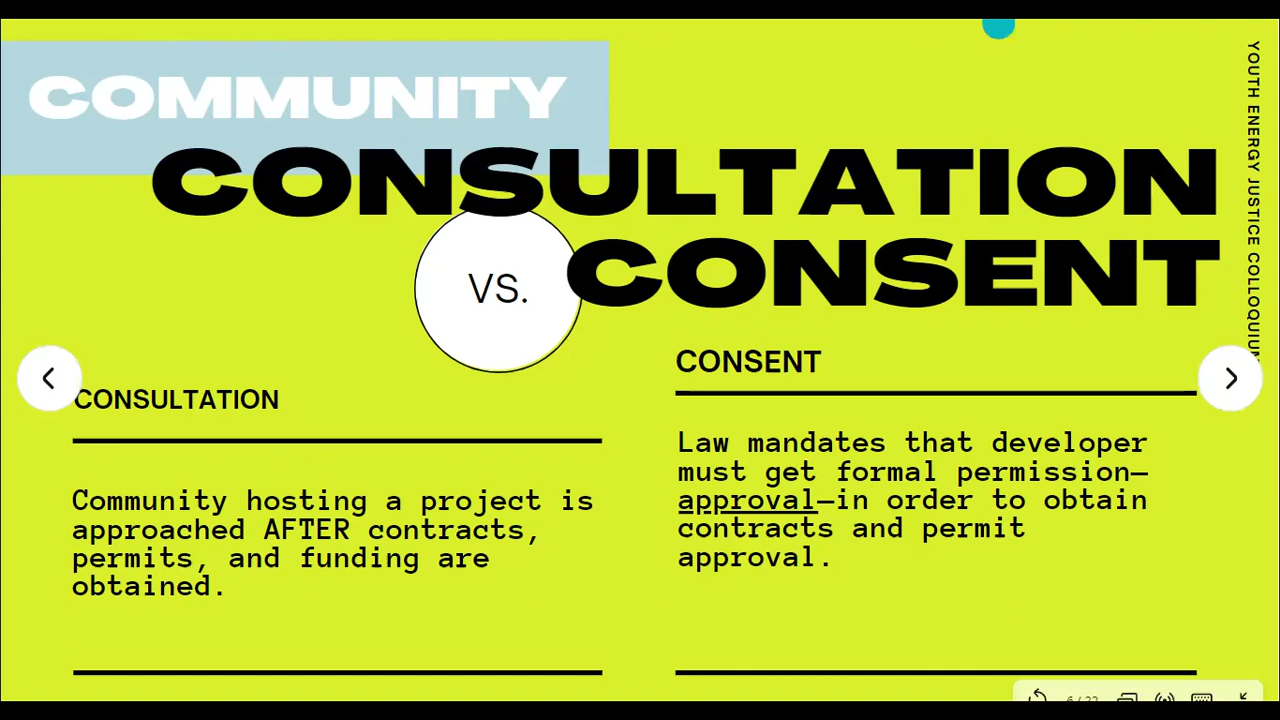 COMMUNITY
CONSULTATION
VS.
CONSENT
YOUTH ENERGY JUSTICE COLLOQUIUM
CONSULTATION
Community hosting a project is
approached AFTER contracts,
permits, and funding are
obtained.
CONSENT
Law mandates that developer
must get formal permission—
approval—in order to obtain
contracts and permit
approval.
6 / 22